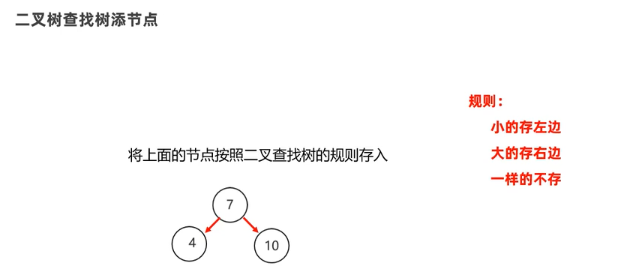 二叉树查找树添节点
规则：
小的存左边
大的存右边
一样的不存
将上面的节点按照二叉查找树的规则存入
7
4
10